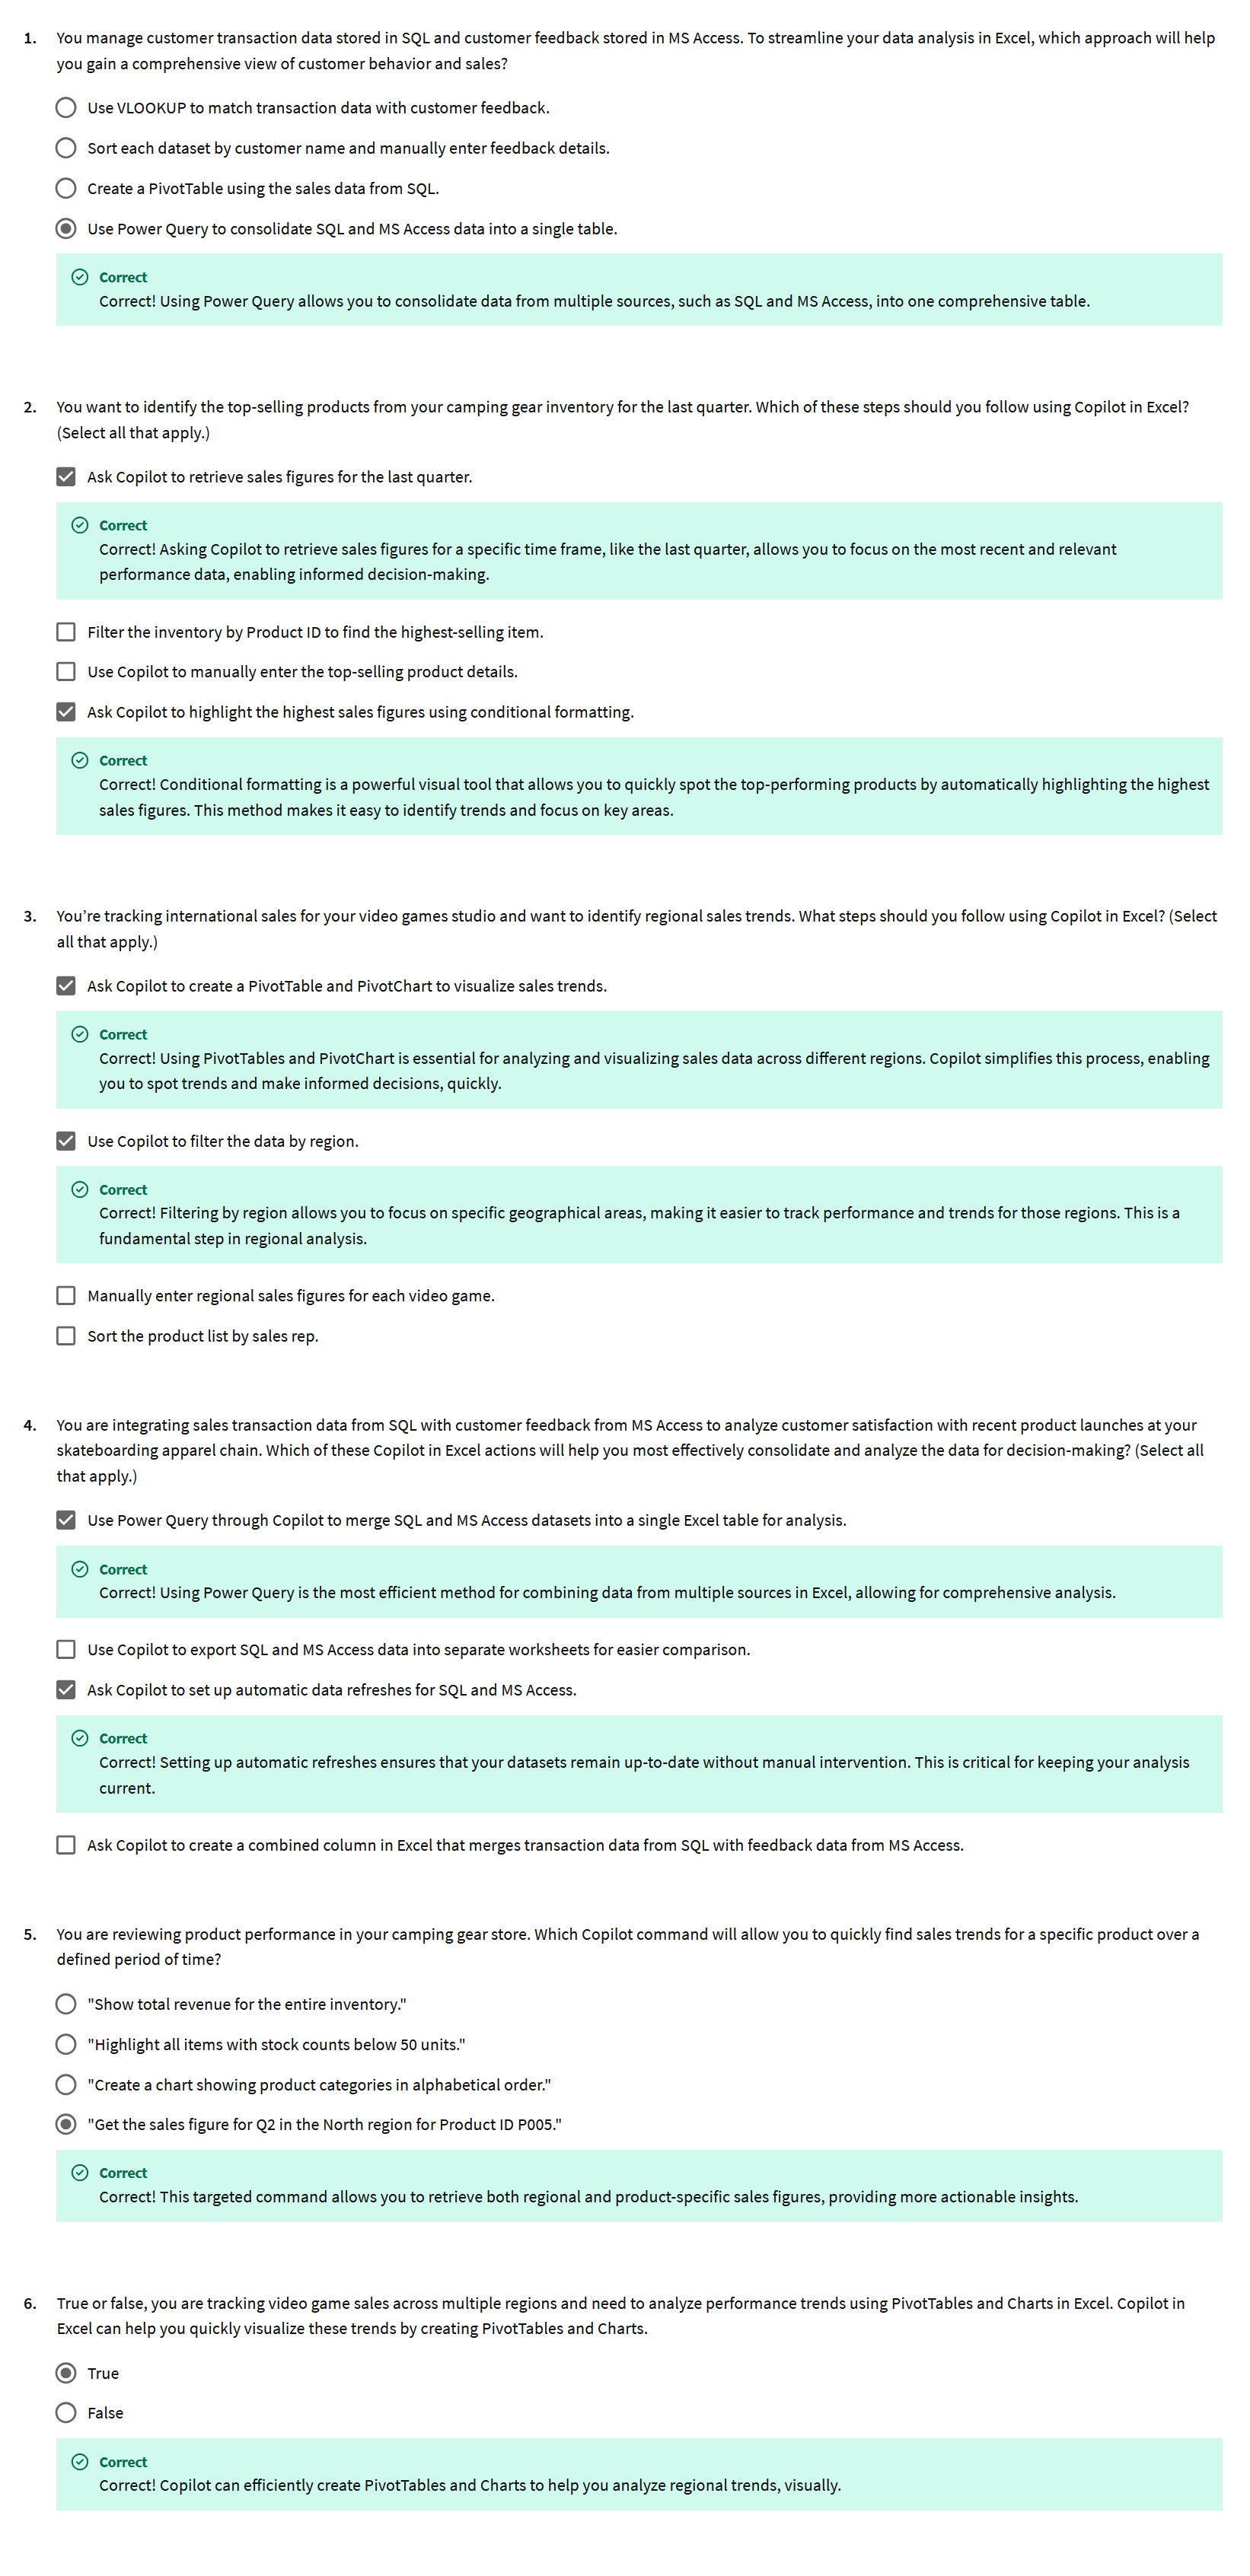 1. You manage customer transaction data stored in SQL and customer feedback stored in MS Access. To streamline your data analysis in Excel, which approach will help
you gain a comprehensive view of customer behavior and sales?
Use VLOOKUP to match transaction data with customer feedback.
Sort each dataset by customer name and manually enter feedback details.
Create a PivotTable using the sales data from SQL.
Use Power Query to consolidate SQL and MS Access data into a single table.
Correct
Correct! Using Power Query allows you to consolidate data from multiple sources, such as SQL and MS Access, into one comprehensive table.
2. You want to identify the top-selling products from your camping gear inventory for the last quarter. Which of these steps should you follow using Copilot in Excel?
(Select all that apply.)
Ask Copilot to retrieve sales figures for the last quarter.
Correct
Correct! Asking Copilot to retrieve sales figures for a specific time frame, like the last quarter, allows you to focus on the most recent and relevant
performance data, enabling informed decision-making.
Filter the inventory by Product ID to find the highest-selling item.
Use Copilot to manually enter the top-selling product details.
Ask Copilot to highlight the highest sales figures using conditional formatting.
Correct
Correct! Conditional formatting is a powerful visual tool that allows you to quickly spot the top-performing products by automatically highlighting the highest
sales figures. This method makes it easy to identify trends and focus on key areas.
3. You’re tracking international sales for your video games studio and want to identify regional sales trends. What steps should you follow using Copilot in Excel? (Select
all that apply.)
Ask Copilot to create a PivotTable and PivotChart to visualize sales trends.
Correct
Correct! Using PivotTables and PivotChart is essential for analyzing and visualizing sales data across different regions. Copilot simplifies this process, enabling
you to spot trends and make informed decisions, quickly.
Use Copilot to filter the data by region.
Correct
Correct! Filtering by region allows you to focus on specific geographical areas, making it easier to track performance and trends for those regions. This is a
fundamental step in regional analysis.
Manually enter regional sales figures for each video game.
Sort the product list by sales rep.
4. You are integrating sales transaction data from SQL with customer feedback from MS Access to analyze customer satisfaction with recent product launches at your
skateboarding apparel chain. Which of these Copilot in Excel actions will help you most effectively consolidate and analyze the data for decision-making? (Select all
that apply.)
Use Power Query through Copilot to merge SQL and MS Access datasets into a single Excel table for analysis.
Correct
Correct! Using Power Query is the most efficient method for combining data from multiple sources in Excel, allowing for comprehensive analysis.
Use Copilot to export SQL and MS Access data into separate worksheets for easier comparison.
Ask Copilot to set up automatic data refreshes for SQL and MS Access.
Correct
Correct! Setting up automatic refreshes ensures that your datasets remain up-to-date without manual intervention. This is critical for keeping your analysis
current.
Ask Copilot to create a combined column in Excel that merges transaction data from SQL with feedback data from MS Access.
5. You are reviewing product performance in your camping gear store. Which Copilot command will allow you to quickly find sales trends for a specific product over a
defined period of time?
"Show total revenue for the entire inventory."
"Highlight all items with stock counts below 50 units."
"Create a chart showing product categories in alphabetical order."
"Get the sales figure for Q2 in the North region for Product ID P005."
Correct
Correct! This targeted command allows you to retrieve both regional and product-specific sales figures, providing more actionable insights.
6. True or false, you are tracking video game sales across multiple regions and need to analyze performance trends using PivotTables and Charts in Excel. Copilot in
Excel can help you quickly visualize these trends by creating PivotTables and Charts.
True
False
Correct
Correct! Copilot can efficiently create PivotTables and Charts to help you analyze regional trends, visually.